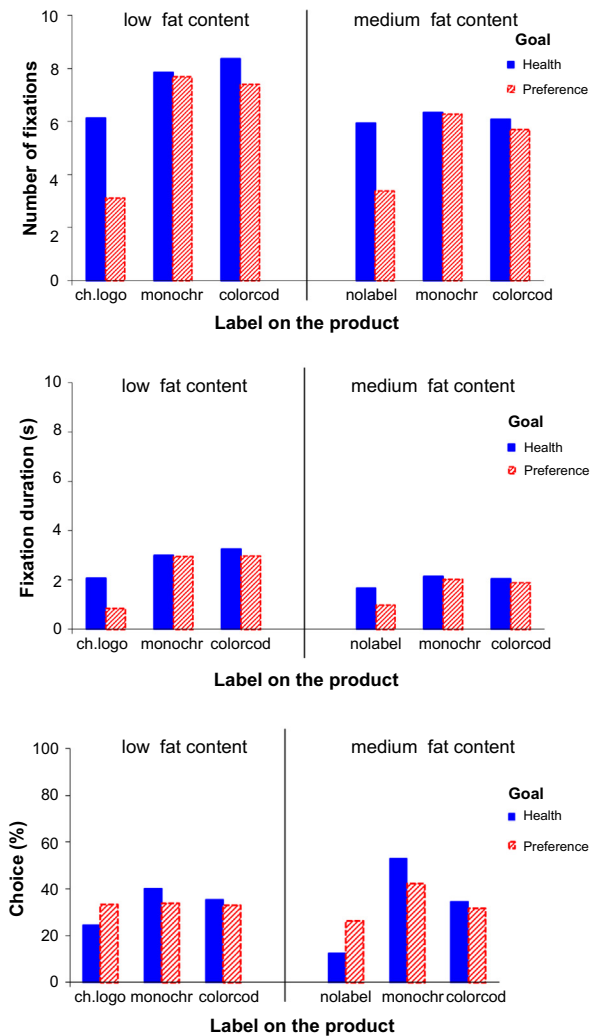 low fat content medium fat content
10
8
6
4
2
0
Number of fixations
Goal
Health
Preference
ch.logo monochr colorcod nolabel monochr colorcod
Label on the product
low fat content medium fat content
10
8
6
4
2
0
Fixation duration (s)
Goal
Health
Preference
ch.logo monochr colorcod nolabel monochr colorcod
Label on the product
low fat content medium fat content
100
80
60
40
20
0
Choice (%)
Goal
Health
Preference
ch.logo monochr colorcod nolabel monochr colorcod
Label on the product